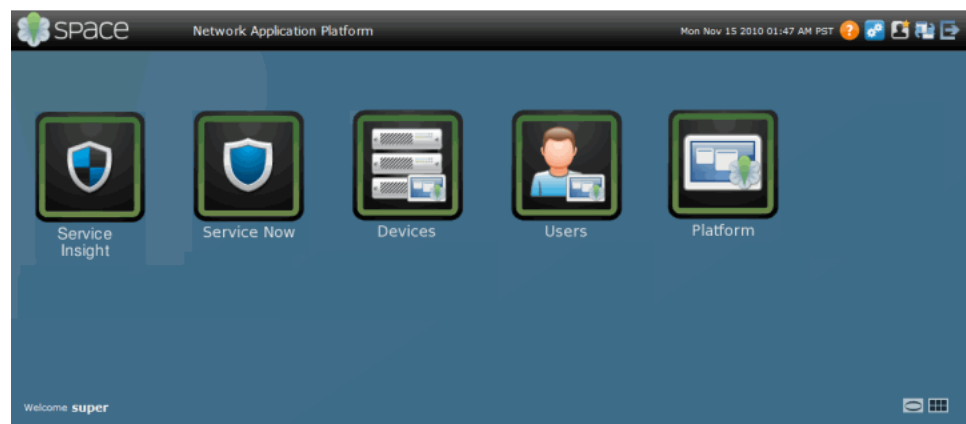 space
Network Application Platform
Mon Nov 15 2010 01:47 AM PST
?
Service
Insight
Service Now
Devices
Users
Platform
Welcome super